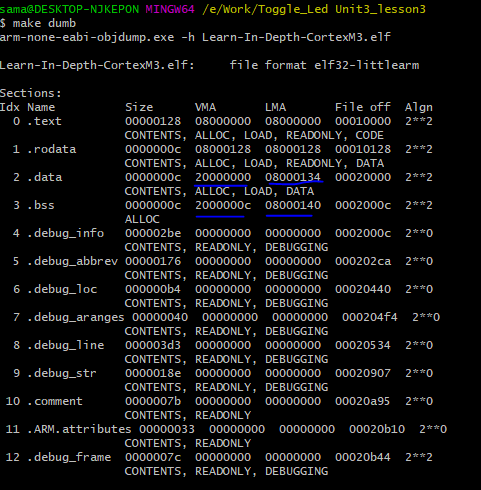 sama@DESKTOP-NJKEPON MINGW64 /e/Work/Toggle_Led Unit3_lesson3
$ make dumb
arm-none-eabi-objdump.exe -h Learn-In-Depth-CortexM3.elf

Learn-In-Depth-CortexM3.elf:     file format elf32-littlearm

Sections:
Idx Name          Size      VMA       LMA       File off  Algn
  0 .text         00000128  08000000  08000000  00010000  2**2
                  CONTENTS, ALLOC, LOAD, READONLY, CODE
  1 .rodata       0000000c  08000128  08000128  00010128  2**2
                  CONTENTS, ALLOC, LOAD, READONLY, DATA
  2 .data         0000000c  20000000  08000134  00020000  2**2
                  CONTENTS, ALLOC, LOAD, DATA
  3 .bss          0000000c  2000000c  08000140  0002000c  2**2
                  ALLOC
  4 .debug_info   000002be  00000000  00000000  0002000c  2**0
                  CONTENTS, READONLY, DEBUGGING
  5 .debug_abbrev 00000176  00000000  00000000  000202ca  2**0
                  CONTENTS, READONLY, DEBUGGING
  6 .debug_loc    000000b4  00000000  00000000  00020440  2**0
                  CONTENTS, READONLY, DEBUGGING
  7 .debug_aranges 00000040  00000000  00000000  000204f4  2**0
                  CONTENTS, READONLY, DEBUGGING
  8 .debug_line   000003d3  00000000  00000000  00020534  2**0
                  CONTENTS, READONLY, DEBUGGING
  9 .debug_str    0000018e  00000000  00000000  00020907  2**0
                  CONTENTS, READONLY, DEBUGGING
 10 .comment      0000007b  00000000  00000000  00020a95  2**0
                  CONTENTS, READONLY
 11 .ARM.attributes 00000033  00000000  00000000  00020b10  2**0
                  CONTENTS, READONLY
 12 .debug_frame  0000007c  00000000  00000000  00020b44  2**2
                  CONTENTS, READONLY, DEBUGGING